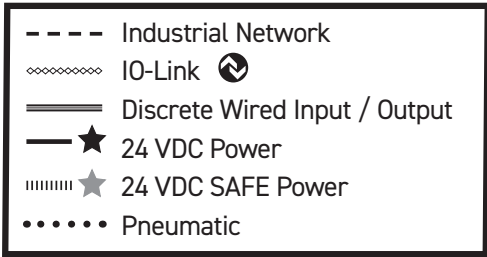 Industrial Network
IO-Link
Discrete Wired Input / Output
24 VDC Power
24 VDC SAFE Power
Pneumatic